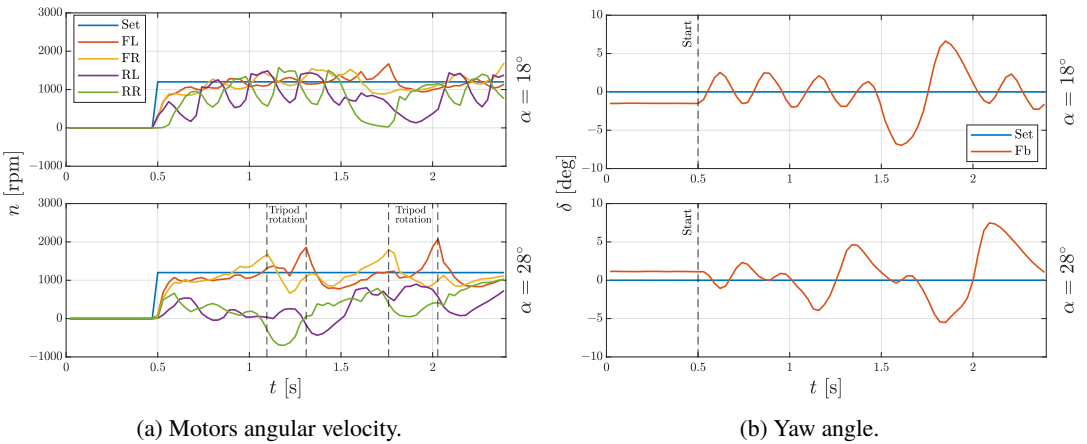 3000
2000
1000
0
−1000
0
0.5
1
1.5
2
Set
FL
FR
RL
RR
α = 18°
n [rpm]
3000
2000
1000
0
−1000
Tripod
rotation
Tripod
rotation
0
0.5
1
1.5
2
α = 28°
t [s]
(a) Motors angular velocity.
10
5
0
−5
−10
0
0.5
1
1.5
2
Start
Set
Fb
α = 18°
δ [deg]
10
5
0
−5
−10
Start
0
0.5
1
1.5
2
α = 28°
t [s]
(b) Yaw angle.